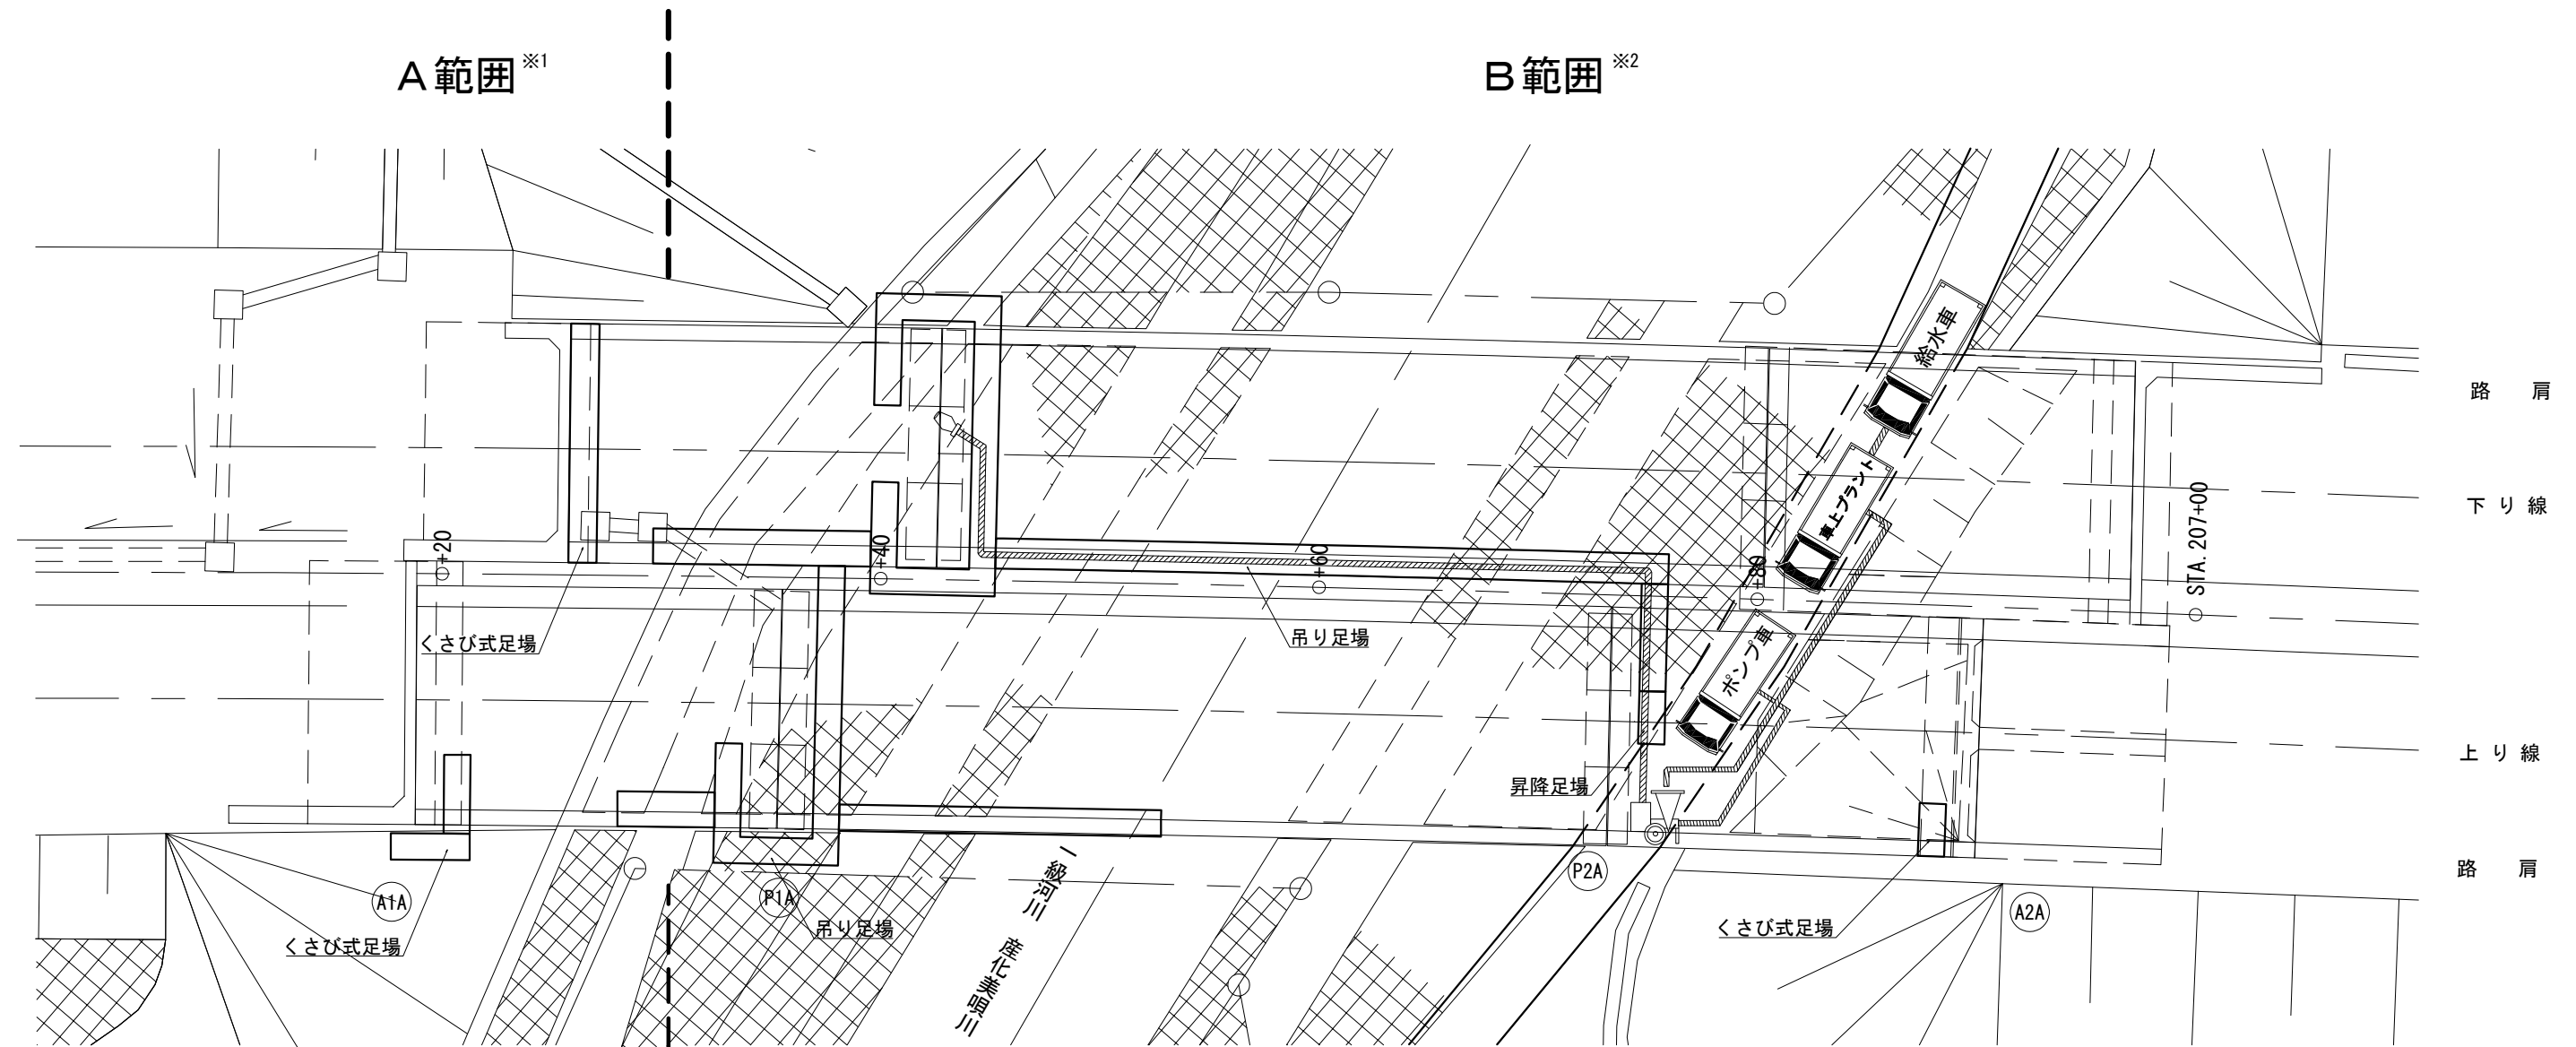 A範囲※1
B範囲※2
給水車
路 肩
車上プラント
下り線
STA.207+00
+20
+40
+60
+80
くさび式足場
吊り足場
ポンプ車
上り線
昇降足場
一級河川 産化美唄川
路 肩
P2A
P1A
A1A
A2A
吊り足場
くさび式足場
くさび式足場